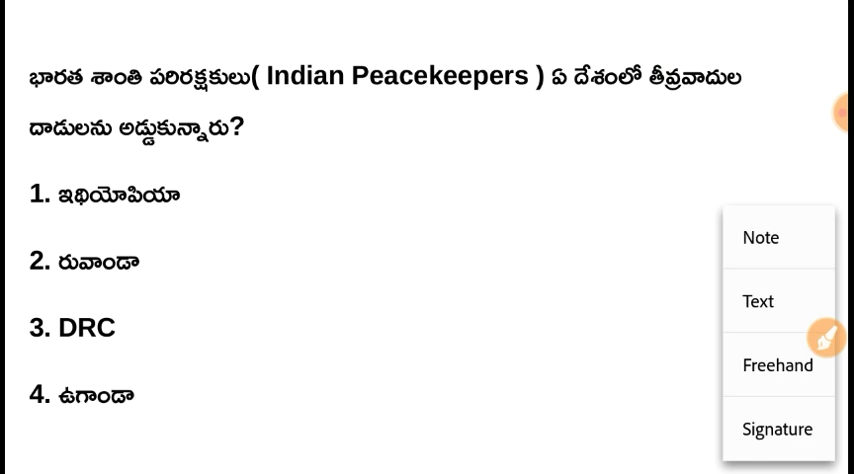 భారత శాంతి పరిరక్షకులు( Indian Peacekeepers ) ఏ దేశంలో తీవ్రవాదుల
దాడులను అడ్డుకున్నారు?
1. ఇథియోపియా
2. రువాండా
3. DRC
4. ఉగాండా
Note
Text
Freehand
Signature